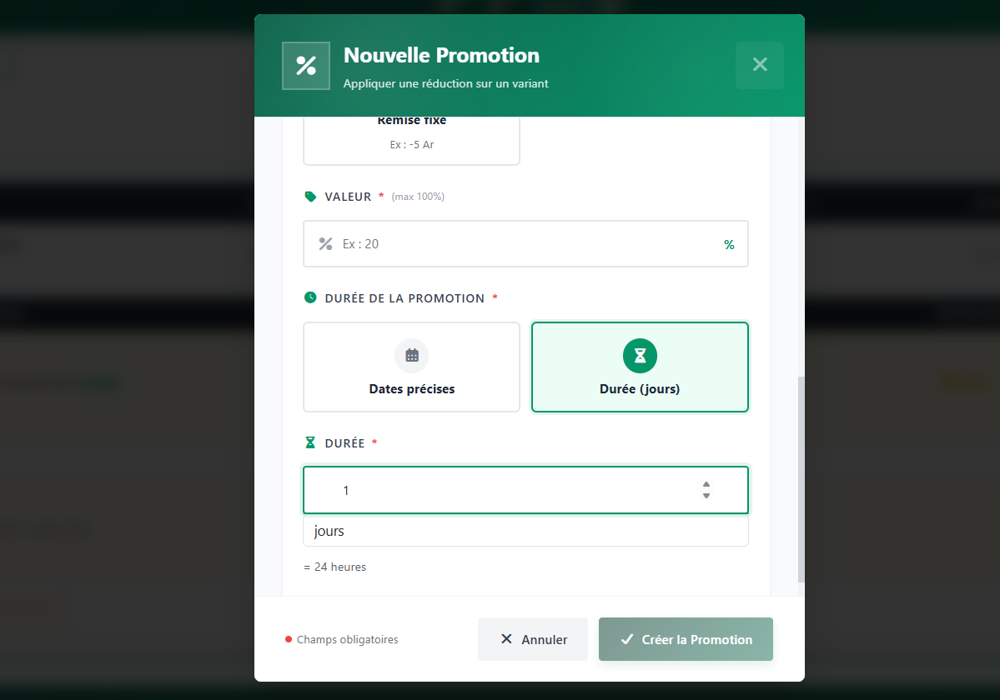 Nouvelle Promotion
Appliquer une réduction sur un variant
Remise fixe
Ex : -5 Ar
VALEUR * (max 100%)
Ex : 20 %
DURÉE DE LA PROMOTION *
Dates précises
Durée (jours)
DURÉE *
1
jours
= 24 heures
Champs obligatoires
Annuler
Créer la Promotion